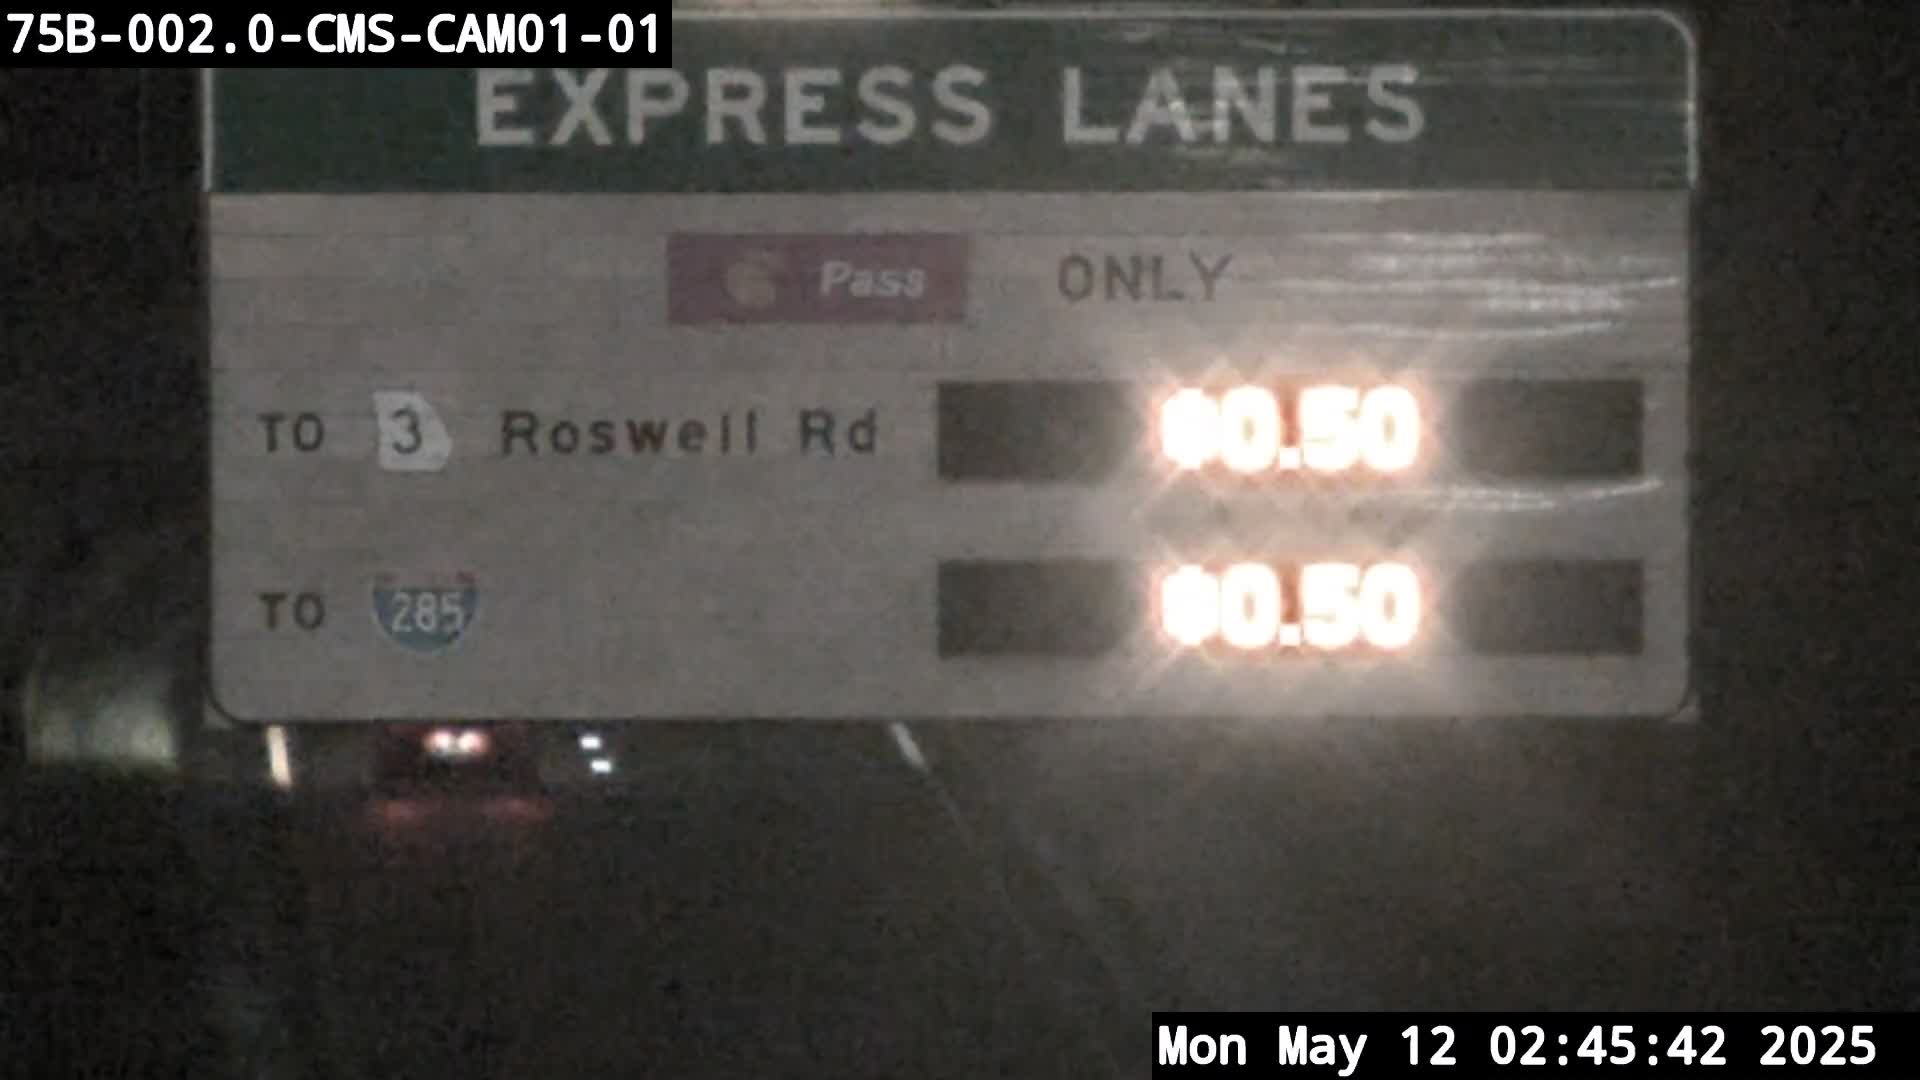 75B-002.0-CMS-CAM01-01
EXPRESS LANES
Pass ONLY
TO 3 Roswell Rd $0.50
TO 285 $0.50
Mon May 12 02:45:42 2025